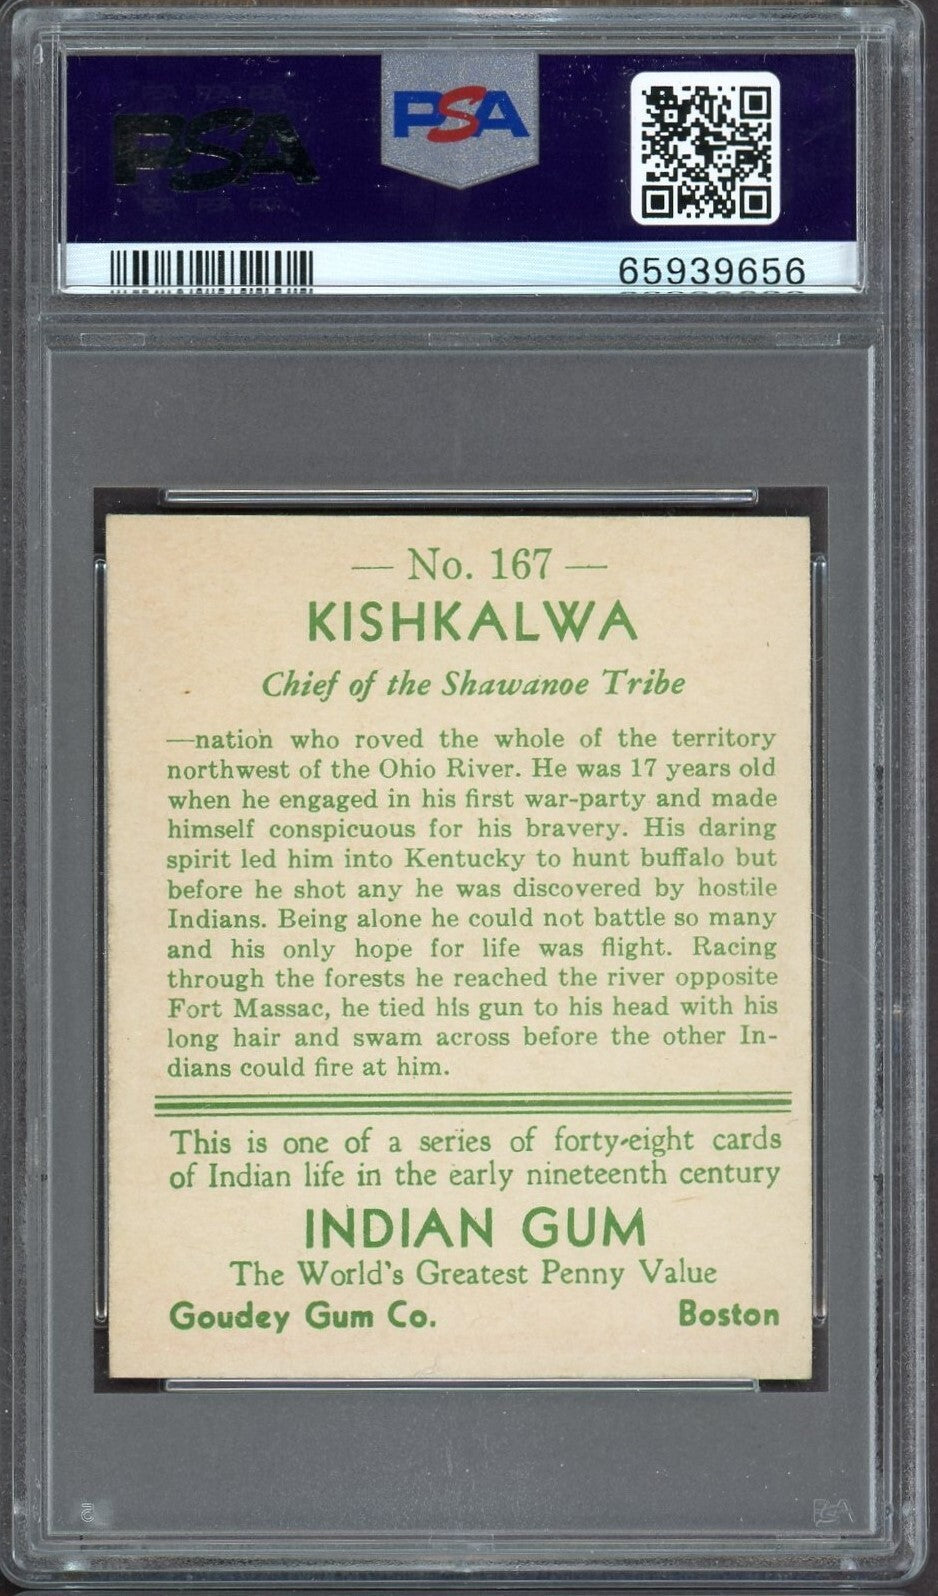 PSA
PSA
65939656
— No. 167 —
KISHKALWA
Chief of the Shawanoe Tribe
—nation who roved the whole of the territory
northwest of the Ohio River. He was 17 years old
when he engaged in his first war-party and made
himself conspicuous for his bravery. His daring
spirit led him into Kentucky to hunt buffalo but
before he shot any he was discovered by hostile
Indians. Being alone he could not battle so many
and his only hope for life was flight. Racing
through the forests he reached the river opposite
Fort Massac, he tied his gun to his head with his
long hair and swam across before the other In-
dians could fire at him.
This is one of a series of forty-eight cards
of Indian life in the early nineteenth century
INDIAN GUM
The World's Greatest Penny Value
Goudey Gum Co. Boston
PSA